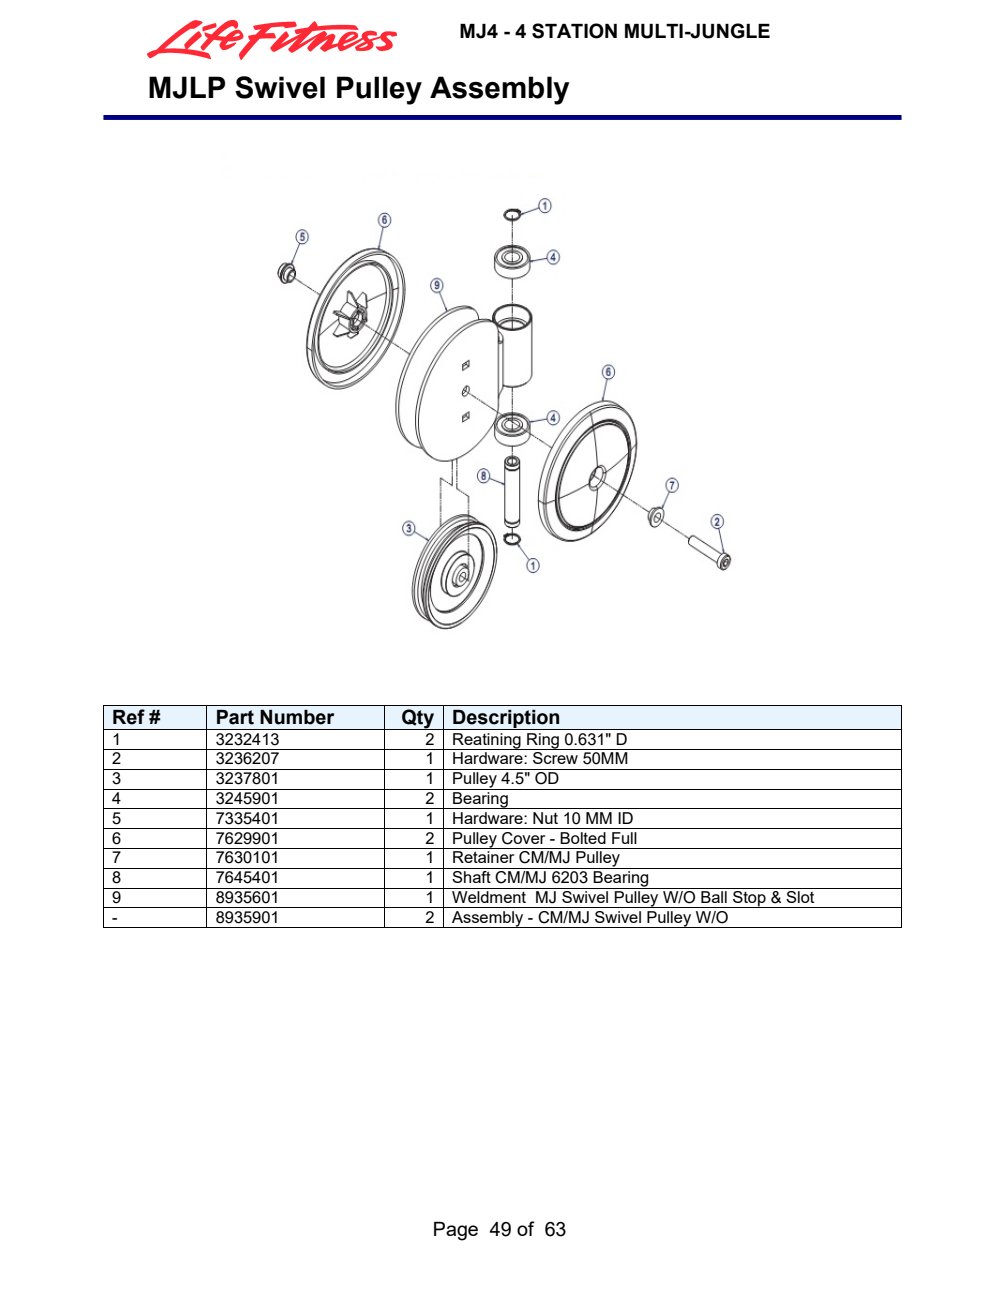 Life Fitness
MJ4 - 4 STATION MULTI-JUNGLE
MJLP Swivel Pulley Assembly
1
6
5
4
9
6
4
8
7
3
2
1
Ref # Part Number Qty Description
1 3232413 2 Reatining Ring 0.631" D
2 3236207 1 Hardware: Screw 50MM
3 3237801 1 Pulley 4.5" OD
4 3245901 2 Bearing
5 7335401 1 Hardware: Nut 10 MM ID
6 7629901 2 Pulley Cover - Bolted Full
7 7630101 1 Retainer CM/MJ Pulley
8 7645401 1 Shaft CM/MJ 6203 Bearing
9 8935601 1 Weldment  MJ Swivel Pulley W/O Ball Stop & Slot
- 8935901 2 Assembly - CM/MJ Swivel Pulley W/O
Page  49 of  63